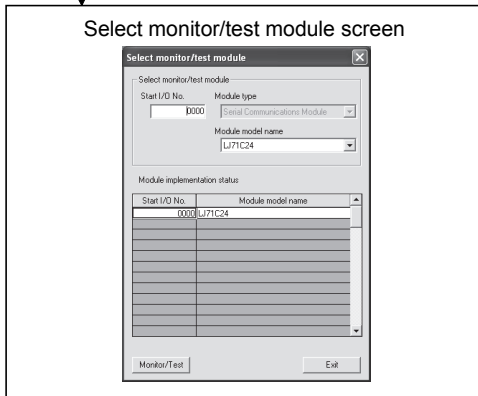 Select monitor/test module screen
Select monitor/test module
Select monitor/test module
Start I/O No.
Module type
0000
Serial Communications Module
Module model name
LJ71C24
Module implementation status
Start I/O No. Module model name
0000 LJ71C24
Monitor/Test Exit